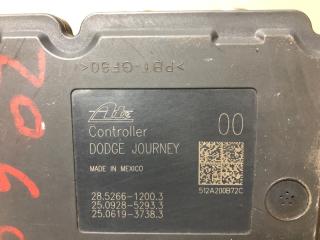 >PBT-GF30<
Ate
Controller 00
DODGE JOURNEY
MADE IN MEXICO
512A200B72C
28.5266-1200.3
25.0928-5293.3
25.0619-3738.3